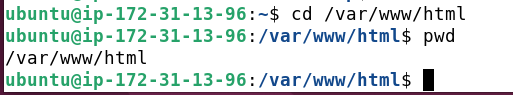 ubuntu@ip-172-31-13-96:~$ cd /var/www/html
ubuntu@ip-172-31-13-96:/var/www/html$ pwd
/var/www/html
ubuntu@ip-172-31-13-96:/var/www/html$